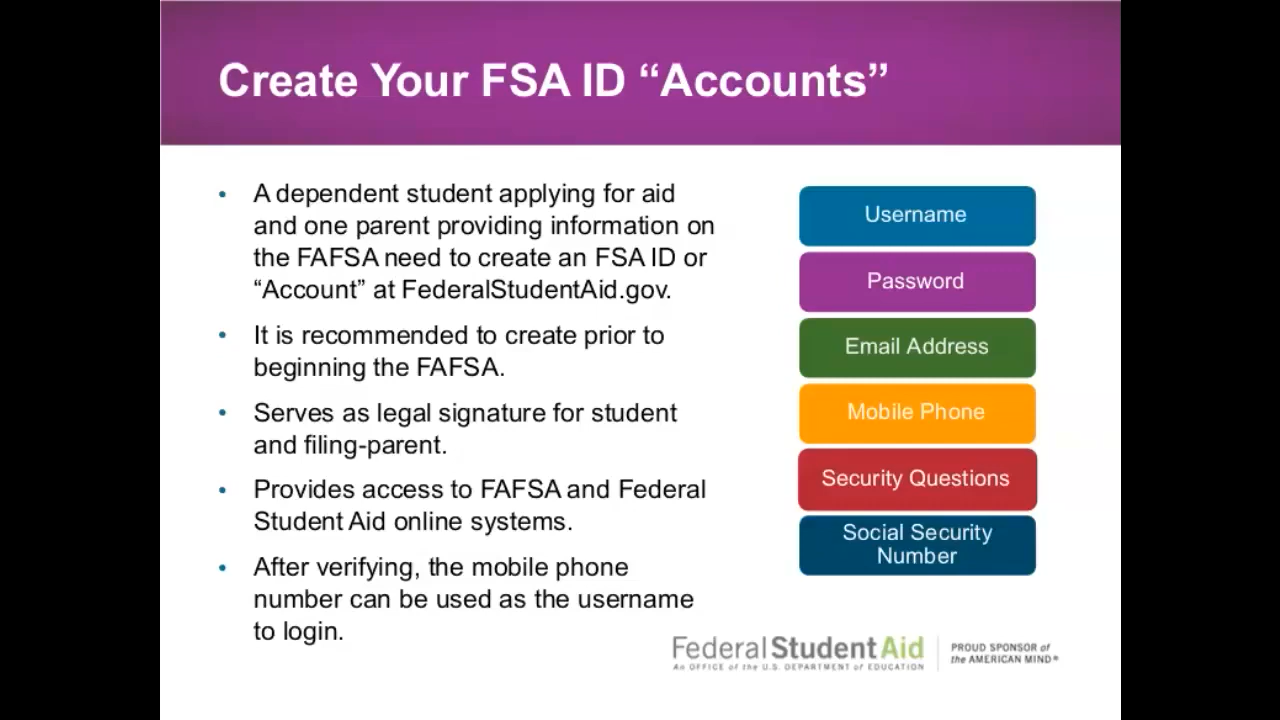 Create Your FSA ID “Accounts”
• A dependent student applying for aid
and one parent providing information on
the FAFSA need to create an FSA ID or
“Account” at FederalStudentAid.gov.
• It is recommended to create prior to
beginning the FAFSA.
• Serves as legal signature for student
and filing-parent.
• Provides access to FAFSA and Federal
Student Aid online systems.
• After verifying, the mobile phone
number can be used as the username
to login.
Username
Password
Email Address
Mobile Phone
Security Questions
Social Security
Number
Federal Student Aid
An OFFICE of the U.S. DEPARTMENT of EDUCATION
PROUD SPONSOR of
the AMERICAN MIND®